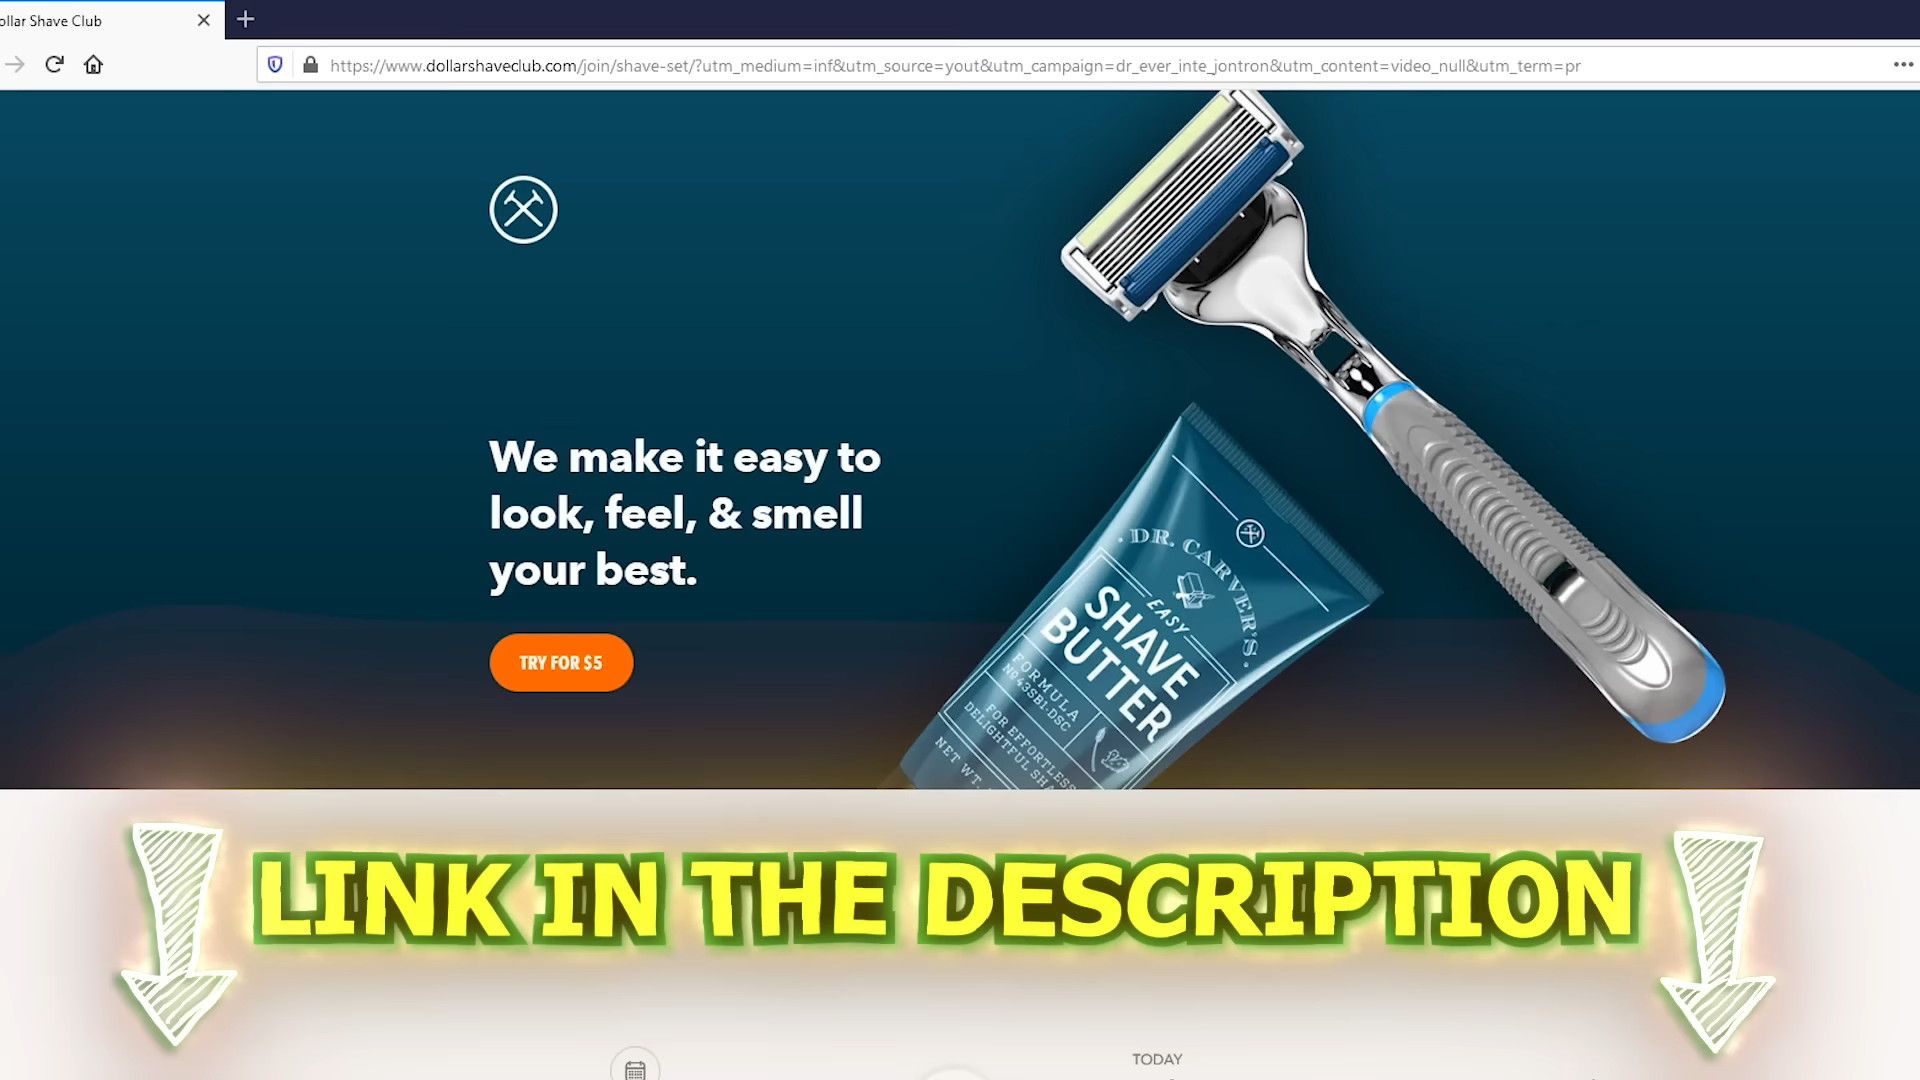 ollar Shave Club
https://www.dollarshaveclub.com/join/shave-set/?utm_medium=inf&utm_source=yout&utm_campaign=dr_ever_inte_jontron&utm_content=video_null&utm_term=pr
We make it easy to
look, feel, & smell
your best.
TRY FOR $5
DR. CARVER'S
EASY
SHAVE
BUTTER
FORMULA
Nº43SB1-DSC
FOR EFFORTLESS
DELIGHTFUL SHA
NET WT.
LINK IN THE DESCRIPTION
TODAY